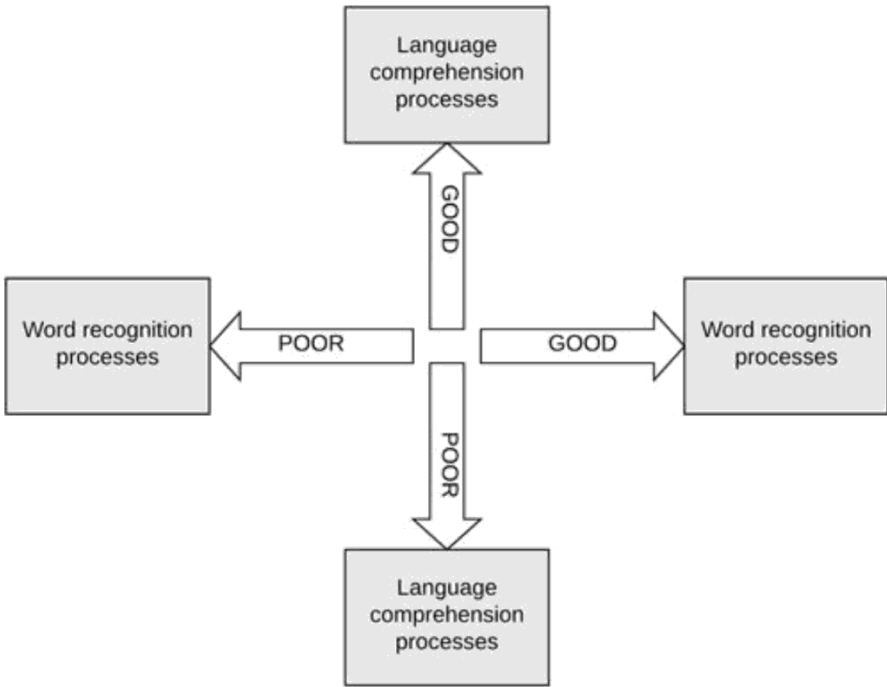 Language
comprehension
processes
GOOD
Word recognition
processes
POOR
GOOD
Word recognition
processes
POOR
Language
comprehension
processes